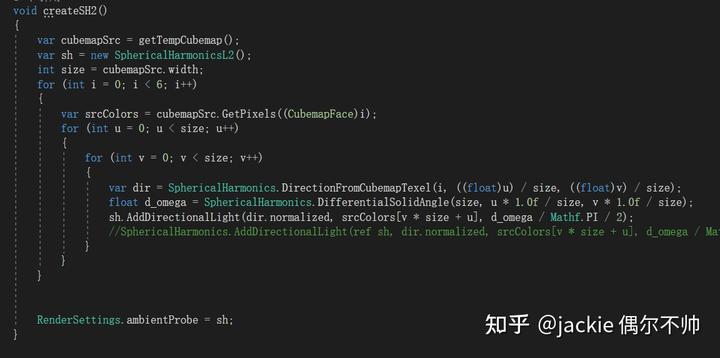 void createSH2()
{
    var cubemapSrc = getTempCubemap();
    var sh = new SphericalHarmonicsL2();
    int size = cubemapSrc.width;
    for (int i = 0; i < 6; i++)
    {
        var srcColors = cubemapSrc.GetPixels((CubemapFace)i);
        for (int u = 0; u < size; u++)
        {
            for (int v = 0; v < size; v++)
            {
                var dir = SphericalHarmonics.DirectionFromCubemapTexel(i, ((float)u) / size, ((float)v) / size);
                float d_omega = SphericalHarmonics.DifferentialSolidAngle(size, u * 1.0f / size, v * 1.0f / size);
                sh.AddDirectionalLight(dir.normalized, srcColors[v * size + u], d_omega / Mathf.PI / 2);
                //SphericalHarmonics.AddDirectionalLight(ref sh, dir.normalized, srcColors[v * size + u], d_omega / Mat
            }
        }
    }
    RenderSettings.ambientProbe = sh;
}
知乎 @jackie 偶尔不帅